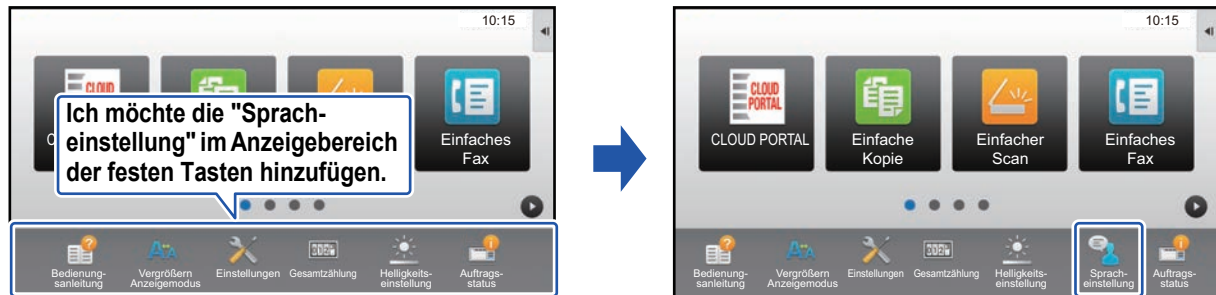 10:15
CLOUD
C
Einfaches
Fax
Ich möchte die "Sprach-
einstellung" im Anzeigebereich
der festen Tasten hinzufügen.
Bedienung-
sanleitung
Vergrößern
Anzeigemodus
Einstellungen
Gesamtzählung
Helligkeits-
einstellung
Auftrags-
status
10:15
CLOUD
PORTAL
CLOUD PORTAL
Einfache
Kopie
Einfacher
Scan
Einfaches
Fax
Bedienung-
sanleitung
Vergrößern
Anzeigemodus
Einstellungen
Gesamtzählung
Helligkeits-
einstellung
Sprach-
einstellung
Auftrags-
status